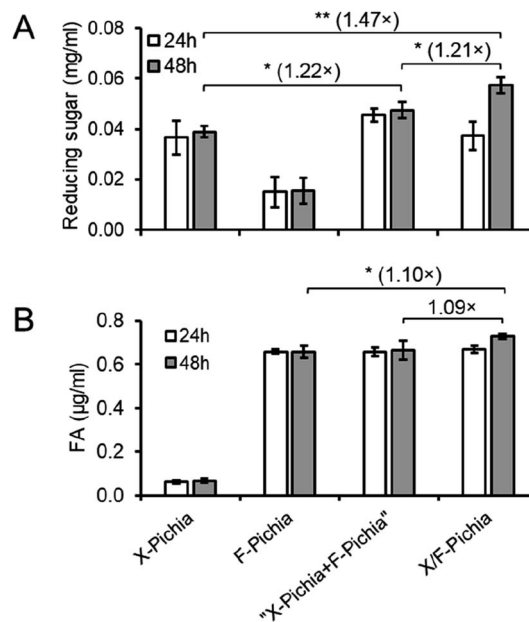 A
** (1.47×)
24h
48h
* (1.22×)
* (1.21×)
Reducing sugar (mg/ml)
0.08
0.06
0.04
0.02
0.00
B
* (1.10×)
1.09×
24h
48h
FA (µg/ml)
0.8
0.6
0.4
0.2
0.0
X-Pichia
F-Pichia
"X-Pichia+F-Pichia"
X/F-Pichia